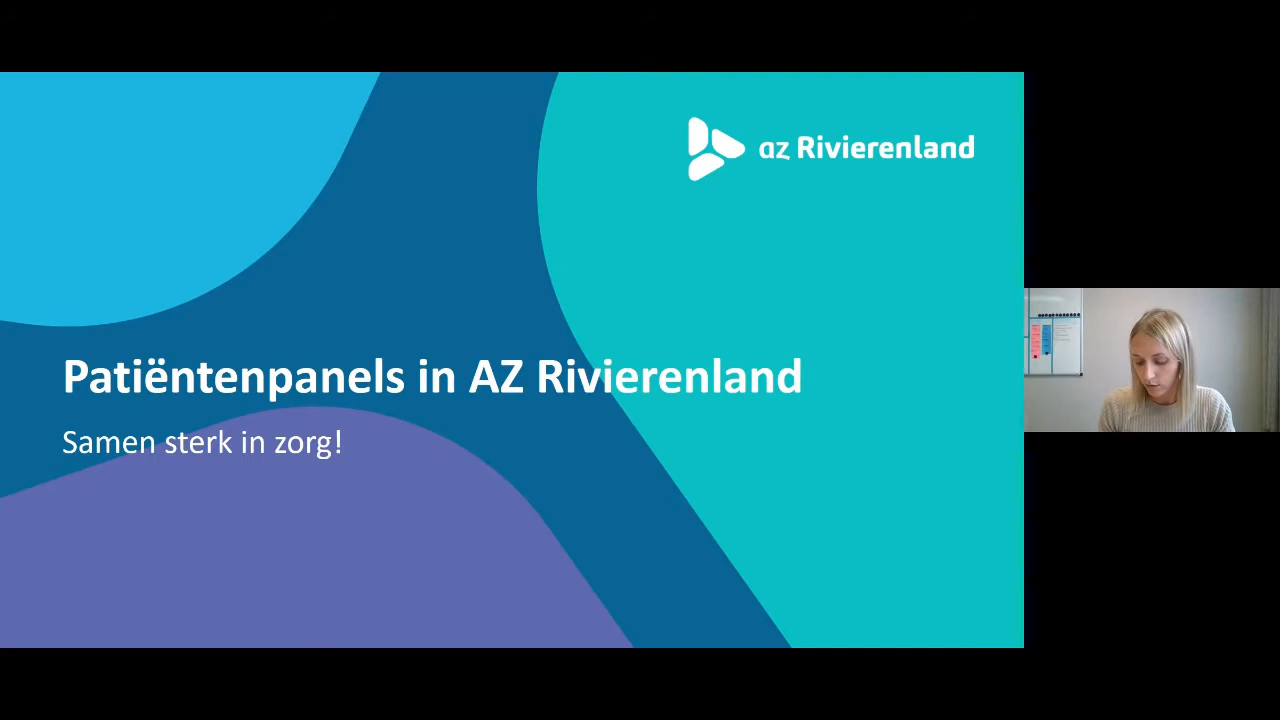 az Rivierenland
Patiëntenpanels in AZ Rivierenland
Samen sterk in zorg!